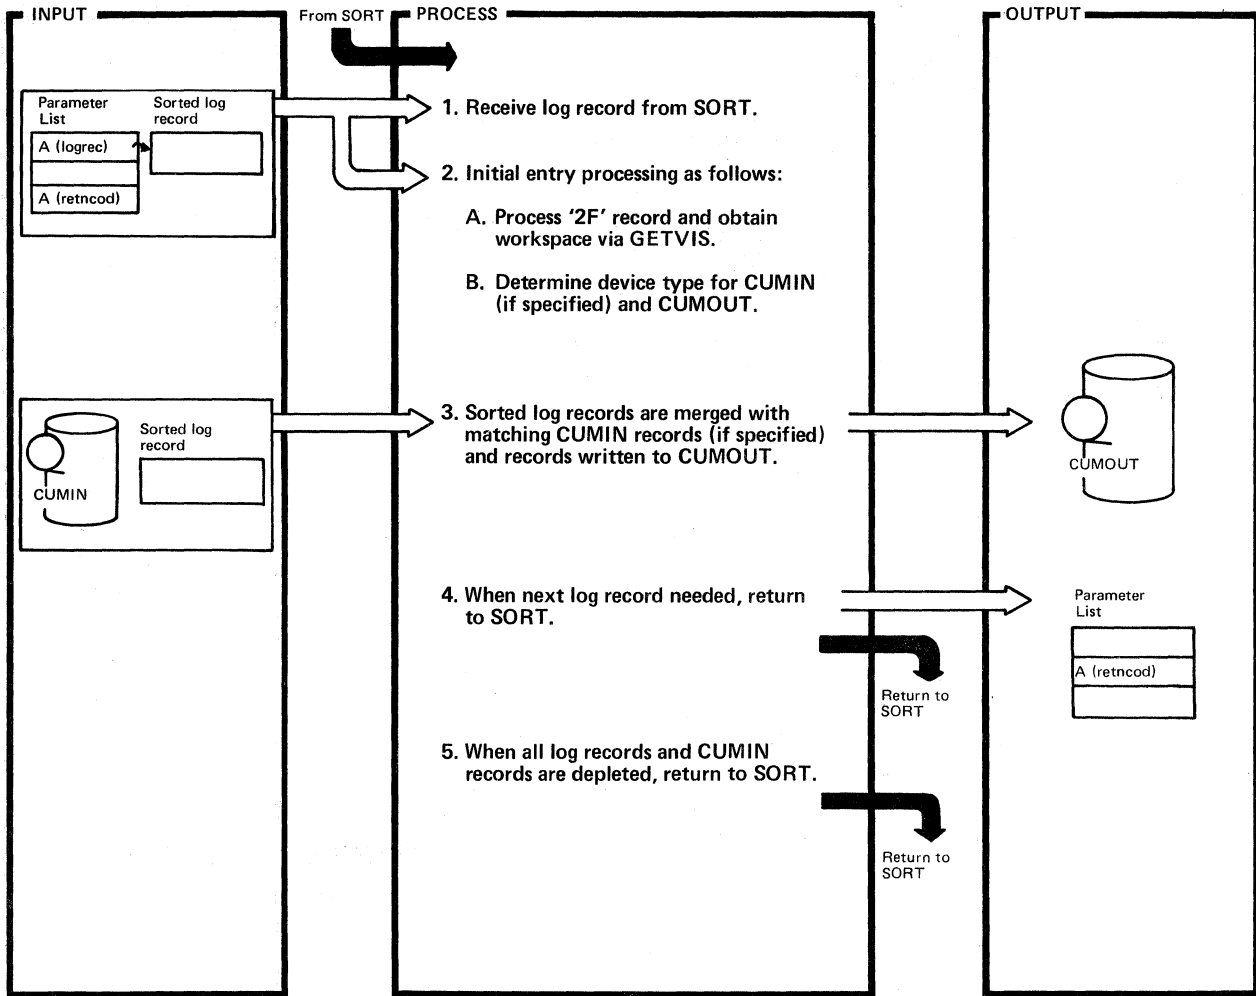 INPUT
From SORT
PROCESS
OUTPUT
Parameter
List
Sorted log
record
A (logrec)
A (retncod)
1. Receive log record from SORT.
2. Initial entry processing as follows:
A. Process '2F' record and obtain
workspace via GETVIS.
B. Determine device type for CUMIN
(if specified) and CUMOUT.
Sorted log
record
CUMIN
3. Sorted log records are merged with
matching CUMIN records (if specified)
and records written to CUMOUT.
CUMOUT
4. When next log record needed, return
to SORT.
Parameter
List
A (retncod)
Return to
SORT
5. When all log records and CUMIN
records are depleted, return to SORT.
Return to
SORT